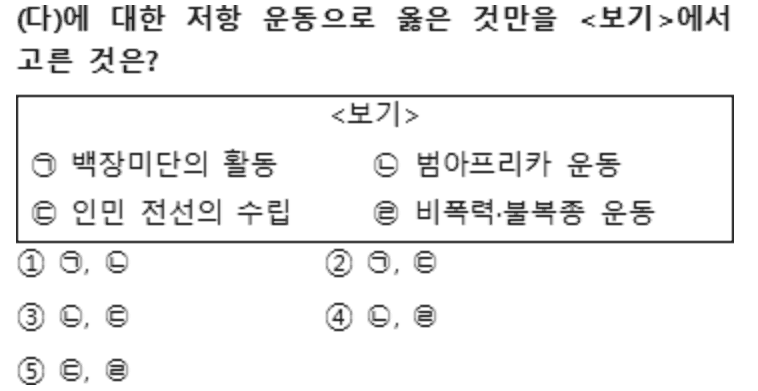 (다)에 대한 저항 운동으로 옳은 것만을 <보기>에서
고른 것은?
<보기>
㉠ 백장미단의 활동 ㉡ 범아프리카 운동
㉢ 인민 전선의 수립 ㉣ 비폭력·불복종 운동
① ㉠, ㉡ ② ㉠, ㉢
③ ㉡, ㉢ ④ ㉡, ㉣
⑤ ㉢, ㉣